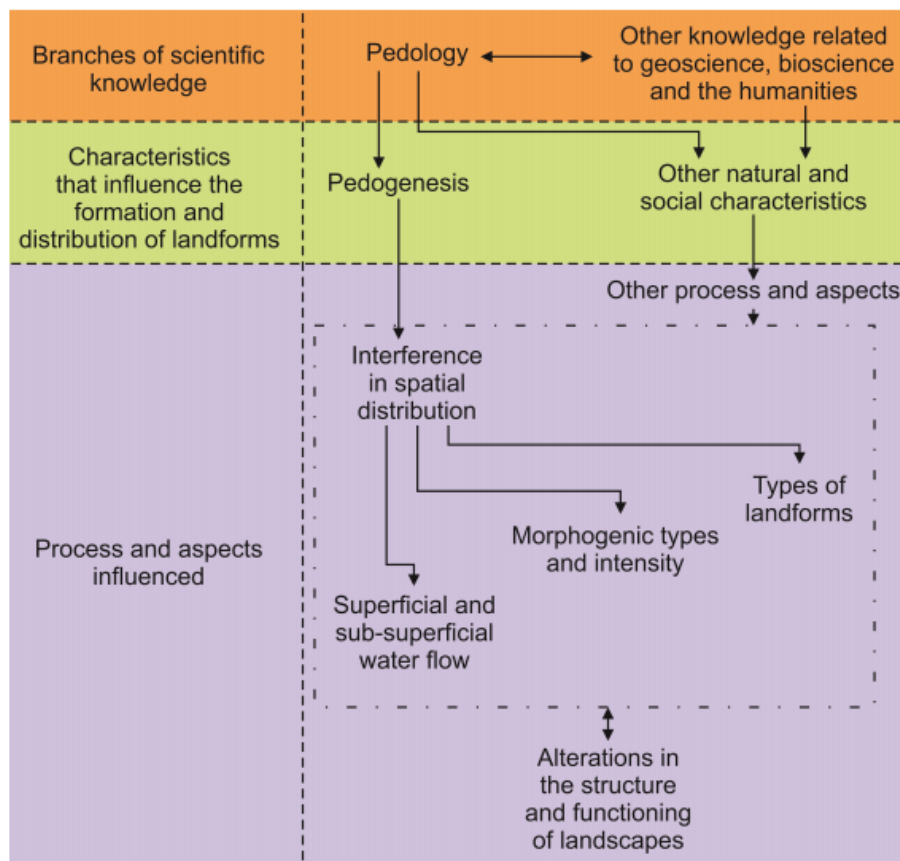 Branches of scientific
knowledge
Pedology
Other knowledge related
to geoscience, bioscience
and the humanities
Characteristics
that influence the
formation and
distribution of landforms
Pedogenesis
Other natural and
social characteristics
Process and aspects
influenced
Other process and aspects
Interference
in spatial
distribution
Types of
landforms
Morphogenic types
and intensity
Superficial and
sub-superficial
water flow
Alterations in
the structure
and functioning
of landscapes